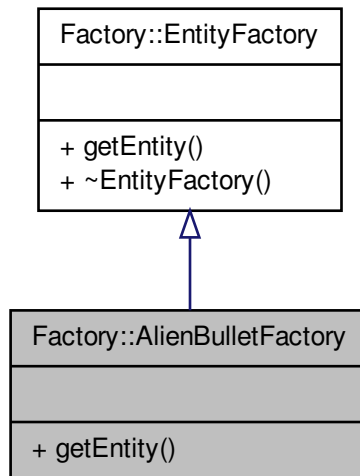 Factory::EntityFactory
+ getEntity()
+ ~EntityFactory()
Factory::AlienBulletFactory
+ getEntity()